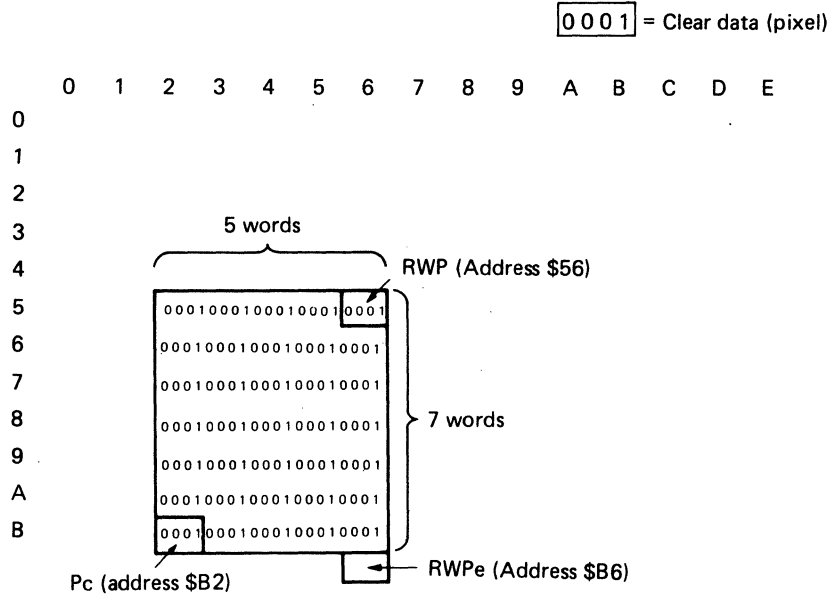 0001 = Clear data (pixel)
0 1 2 3 4 5 6 7 8 9 A B C D E
0
1
2
3
5 words
4
RWP (Address $56)
5 00010001000100010001
6 00010001000100010001
7 00010001000100010001
8 00010001000100010001
7 words
9 00010001000100010001
A 00010001000100010001
B 00010001000100010001
RWPe (Address $B6)
Pc (address $B2)